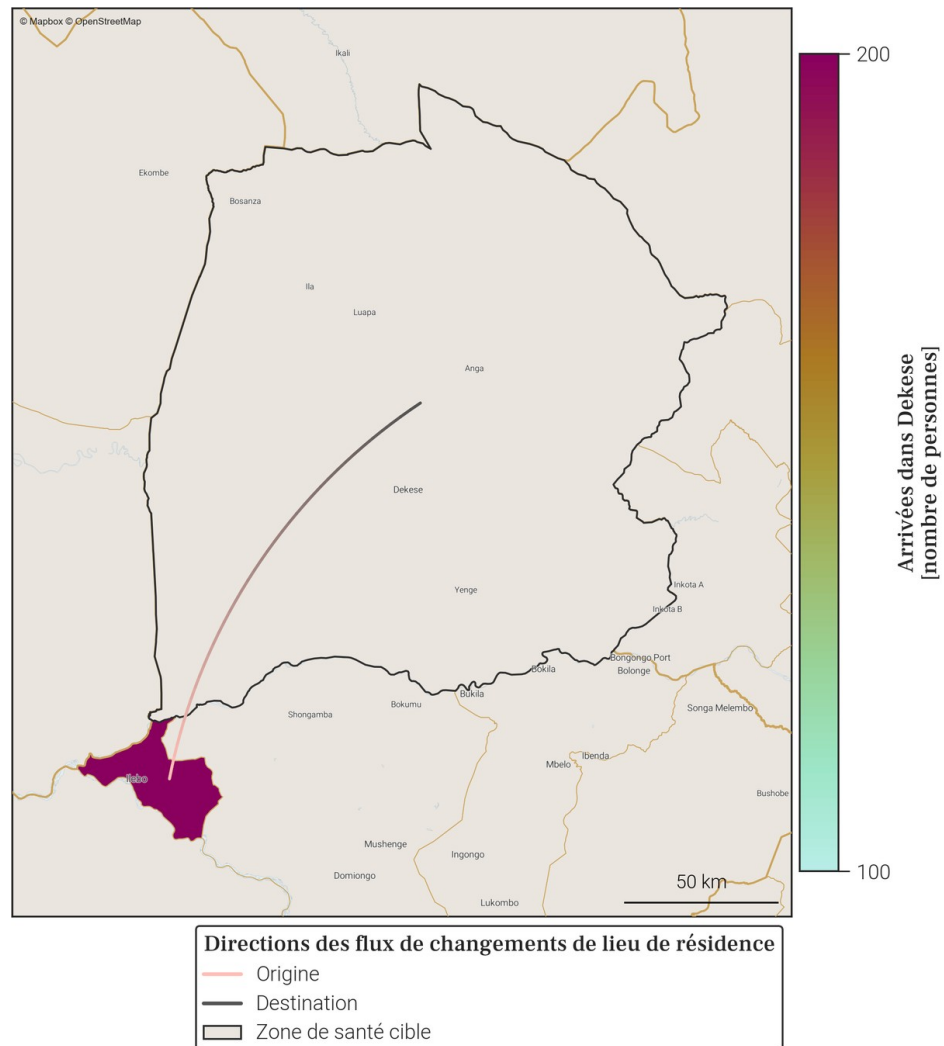 © Mapbox © OpenStreetMap
Ikali
Ekombe
Bosanza
Ila
Luapa
Anga
Dekese
Yenge
Inkota A
Inkota B
Bongongo Port
Bolonge
Bokila
Bukila
Bokumu
Shongamba
Songa Melembo
Ibenda
Mbelo
Ilebo
Bushobe
Mushenge
Ingongo
Domiongo
Lukombo
50 km
200
100
Arrivées dans Dekese
[nombre de personnes]
Directions des flux de changements de lieu de résidence
Origine
Destination
Zone de santé cible